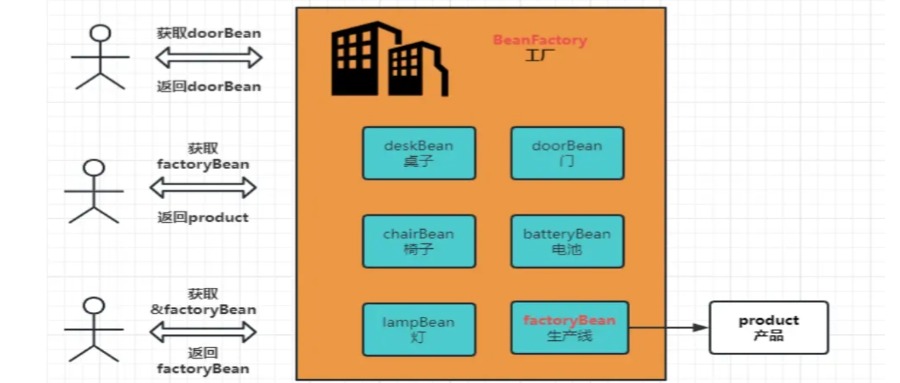 获取doorBean
返回doorBean
获取
factoryBean
返回product
获取
&factoryBean
返回
factoryBean
BeanFactory
工厂
deskBean
桌子
doorBean
门
chairBean
椅子
batteryBean
电池
lampBean
灯
factoryBean
生产线
product
产品